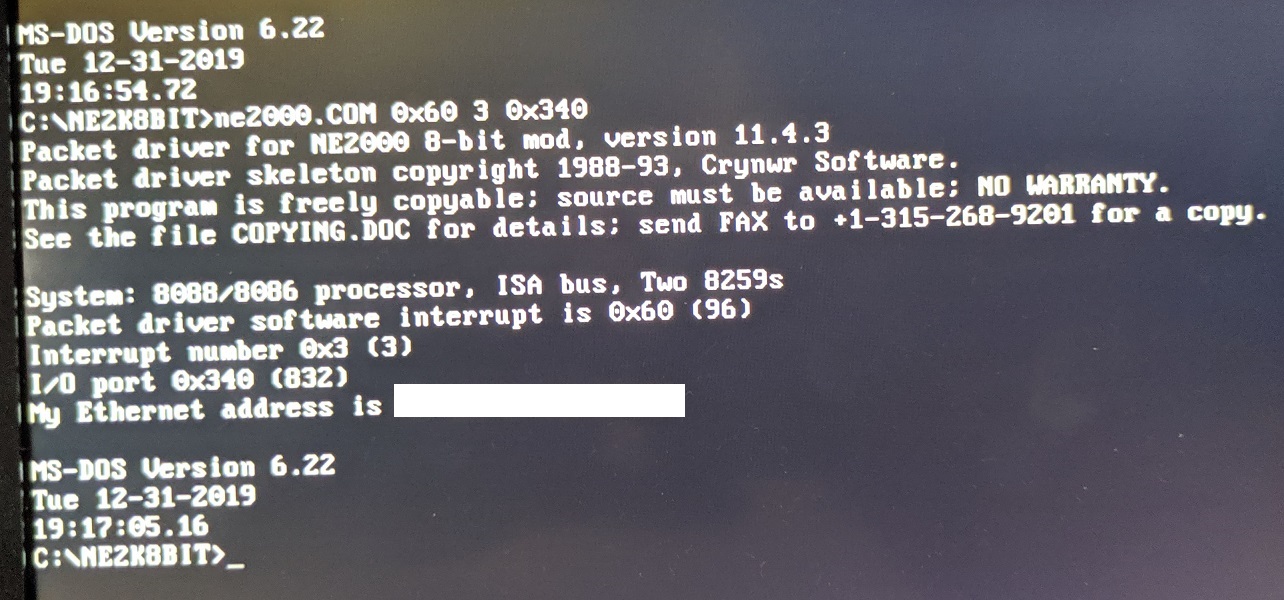 MS-DOS Version 6.22
Tue 12-31-2019
19:16:54.72
C:\NE2K8BIT>ne2000.COM 0x60 3 0x340
Packet driver for NE2000 8-bit mod, version 11.4.3
Packet driver skeleton copyright 1988-93, Crynwr Software.
This program is freely copyable; source must be available; NO WARRANTY.
See the file COPYING.DOC for details; send FAX to +1-315-268-9201 for a copy.
System: 8088/8086 processor, ISA bus, Two 8259s
Packet driver software interrupt is 0x60 (96)
Interrupt number 0x3 (3)
I/O port 0x340 (832)
My Ethernet address is
MS-DOS Version 6.22
Tue 12-31-2019
19:17:05.16
C:\NE2K8BIT>_